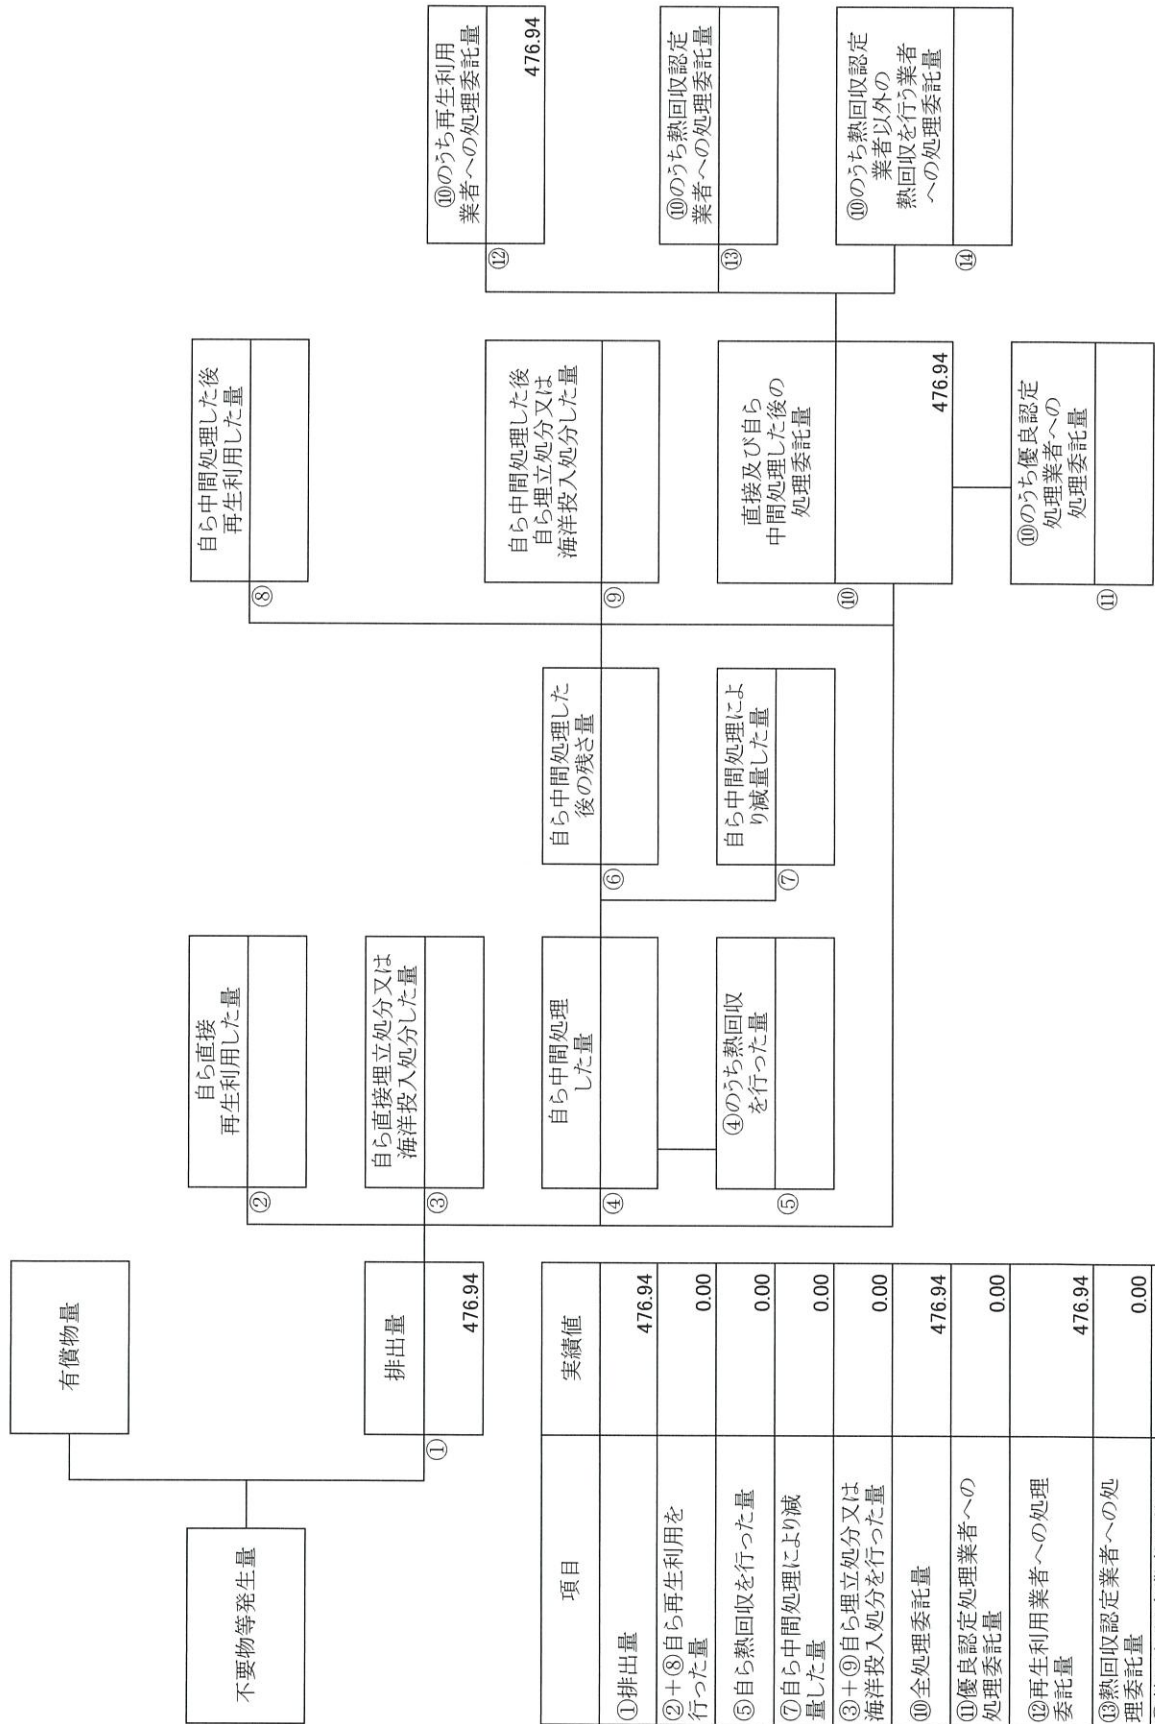 不要物等発生量
有償物量
排出量
①
476.94
②
自ら直接
再生利用した量
③
自ら直接埋立処分又は
海洋投入処分した量
④
自ら中間処理
した量
⑤
④のうち熱回収
を行った量
⑥
自ら中間処理した
後の残さ量
⑦
自ら中間処理によ
り減量した量
⑧
自ら中間処理した後
再生利用した量
⑨
自ら中間処理した後
自ら埋立処分又は
海洋投入処分した量
⑩
直接及び自ら
中間処理した後の
処理委託量
476.94
⑪
⑩のうち優良認定
処理業者への
処理委託量
⑫
⑩のうち再生利用
業者への処理委託量
476.94
⑬
⑩のうち熱回収認定
業者への処理委託量
⑭
⑩のうち熱回収認定
業者以外の
熱回収を行う業者
への処理委託量
項目 実績値
①排出量 476.94
②+⑧自ら再生利用を
行った量 0.00
⑤自ら熱回収を行った量 0.00
⑦自ら中間処理により減
量した量 0.00
③+⑨自ら埋立処分又は
海洋投入処分を行った量 0.00
⑩全処理委託量 476.94
⑪優良認定処理業者への
処理委託量 0.00
⑫再生利用業者への処理
委託量 476.94
⑬熱回収認定業者への処
理委託量 0.00